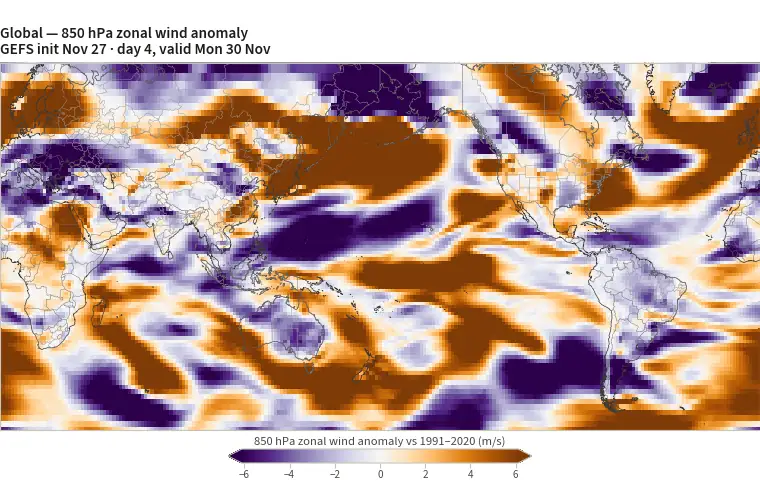 Global — 850 hPa zonal wind anomaly
GEFS init Nov 27 · day 4, valid Mon 30 Nov
850 hPa zonal wind anomaly vs 1991–2020 (m/s)
−6 −4 −2 0 2 4 6